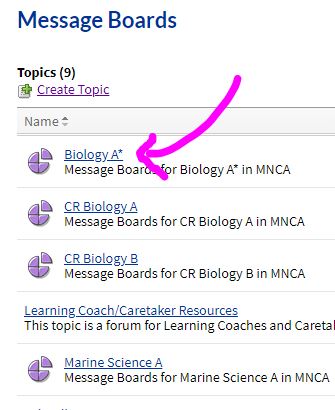 Message Boards
Topics (9)
Create Topic
Name
Biology A*
Message Boards for Biology A* in MNCA
CR Biology A
Message Boards for CR Biology A in MNCA
CR Biology B
Message Boards for CR Biology B in MNCA
Learning Coach/Caretaker Resources
This topic is a forum for Learning Coaches and Caretak
Marine Science A
Message Boards for Marine Science A in MNCA